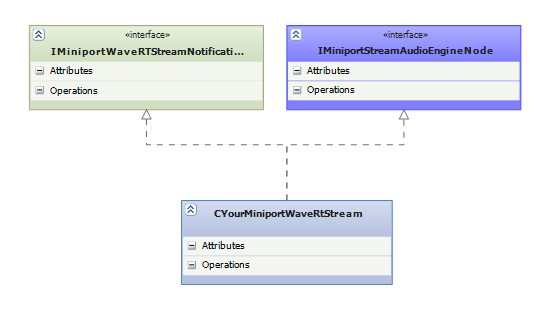 «interface»
IMiniportWaveRTStreamNotificati...
Attributes
Operations
«interface»
IMiniportStreamAudioEngineNode
Attributes
Operations
CYourMiniportWaveRtStream
Attributes
Operations